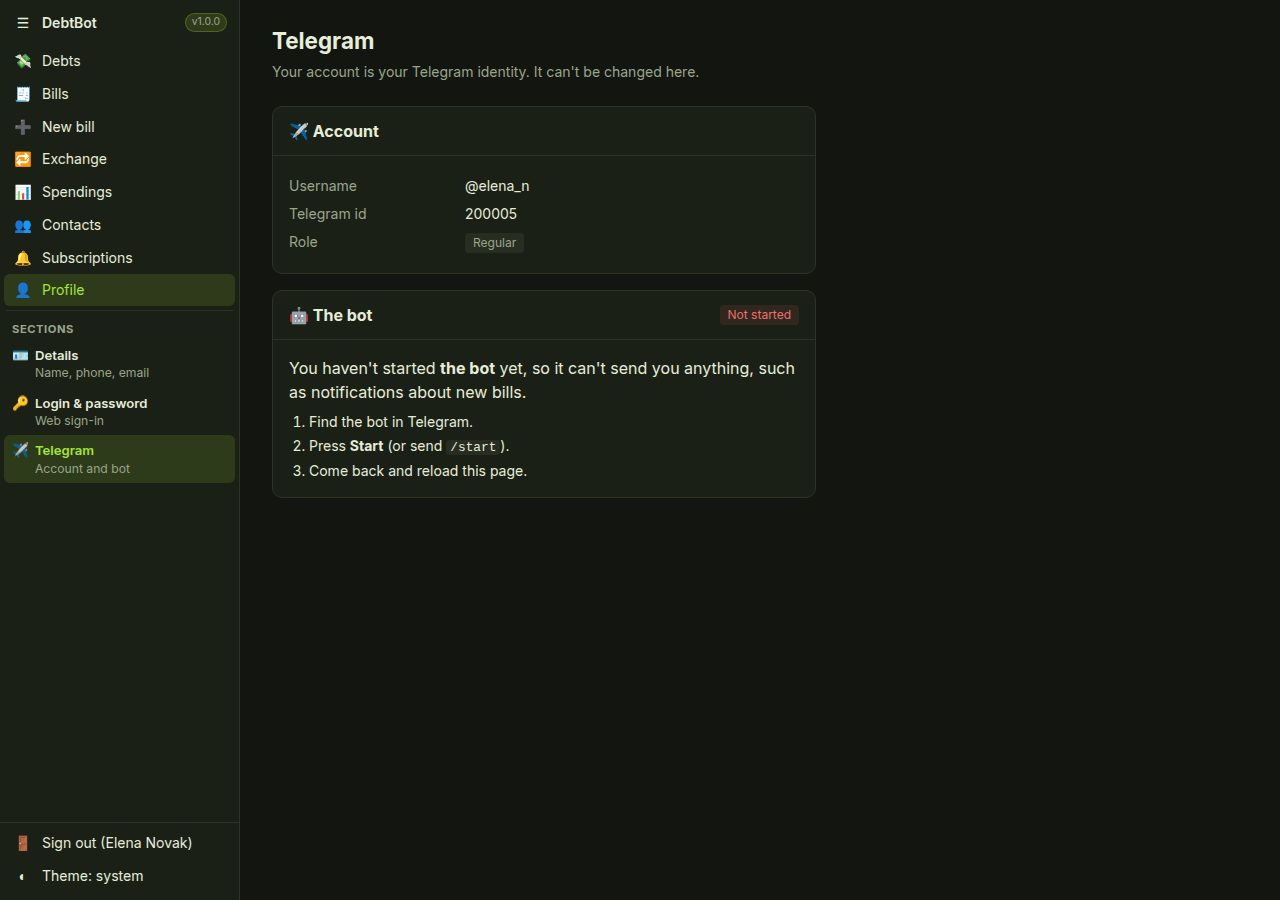 ☰ DebtBot v1.0.0
Debts
Bills
New bill
Exchange
Spendings
Contacts
Subscriptions
Profile
SECTIONS
Details
Name, phone, email
Login & password
Web sign-in
Telegram
Account and bot
Sign out (Elena Novak)
Theme: system
Telegram
Your account is your Telegram identity. It can't be changed here.
Account
Username @elena_n
Telegram id 200005
Role Regular
The bot Not started
You haven't started the bot yet, so it can't send you anything, such
as notifications about new bills.
1. Find the bot in Telegram.
2. Press Start (or send /start).
3. Come back and reload this page.